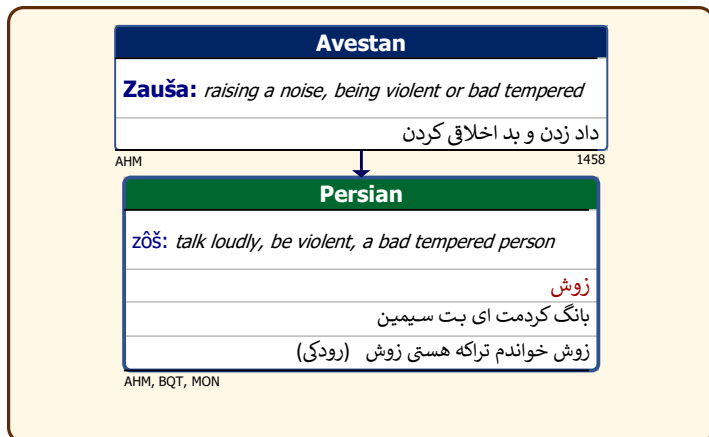 Avestan
Zauša: raising a noise, being violent or bad tempered
داد زدن و بد اخلاقی کردن
AHM 1458
Persian
zôš: talk loudly, be violent, a bad tempered person
زوش
بانگ کردمت ای بت سیمین
زوش خواندم تراکه هستی زوش (رودکی)
AHM, BQT, MON